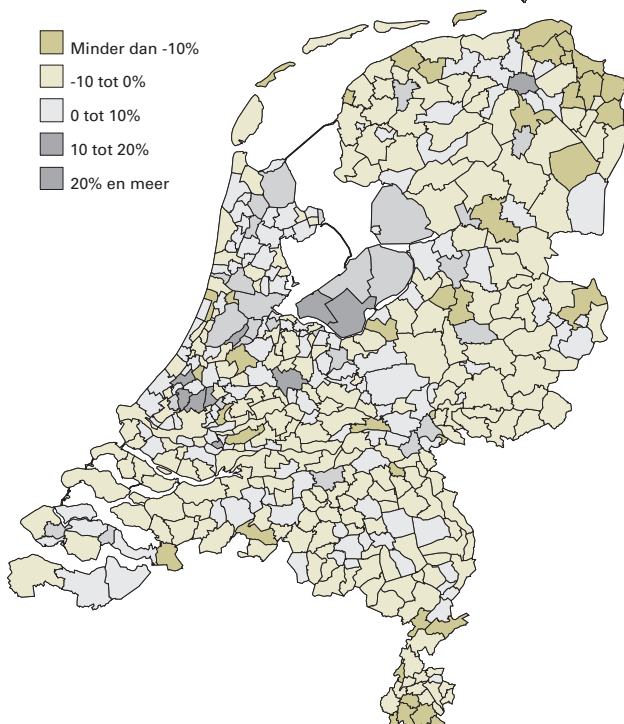 Minder dan -10%
-10 tot 0%
0 tot 10%
10 tot 20%
20% en meer